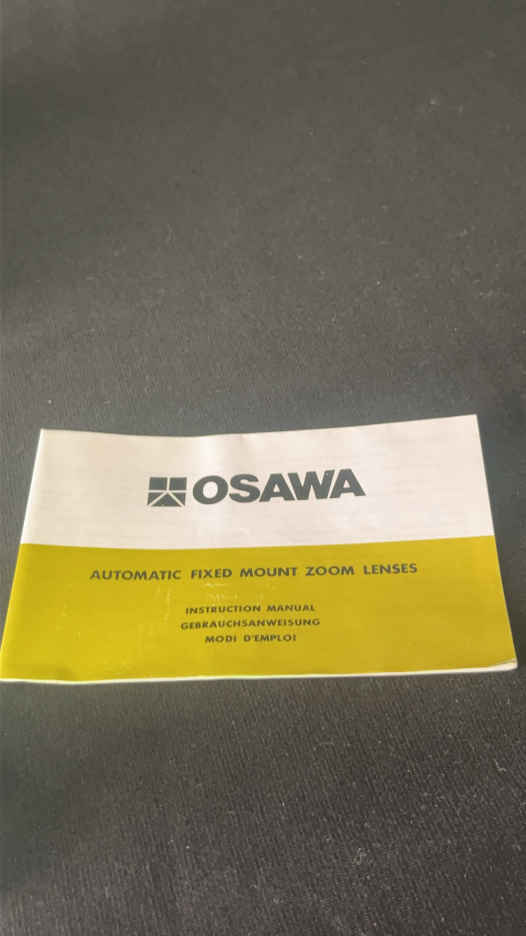 OSAWA
AUTOMATIC FIXED MOUNT ZOOM LENSES
INSTRUCTION MANUAL
GEBRAUCHSANWEISUNG
MODI D'EMPLOI